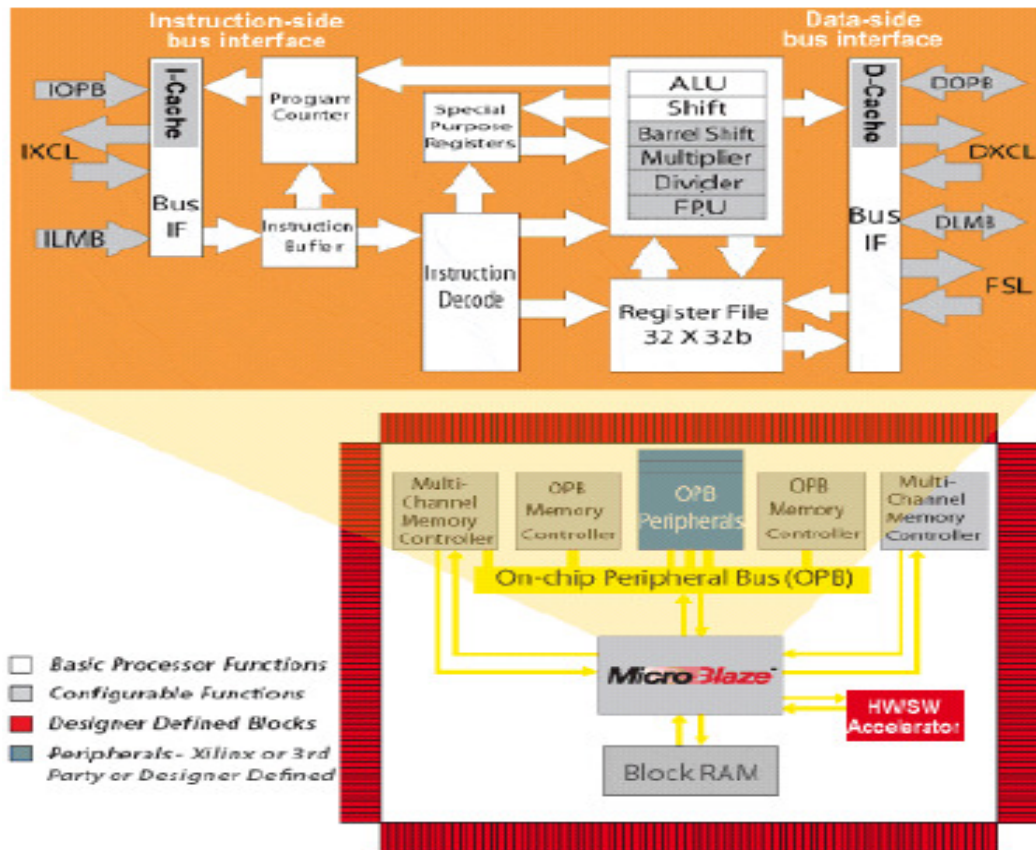 Instruction-side
bus interface
Data-side
bus interface
IOPB
IXCL
ILMB
I-Cache
Bus
IF
Program
Counter
Instruction
Buffer
Special
Purpose
Registers
Instruction
Decode
ALU
Shift
Barrel Shift
Multiplier
Divider
FPU
Register File
32 X 32b
D-Cache
Bus
IF
DOPB
DXCL
DLMB
FSL
Multi-
Channel
Memory
Controller
OPB
Memory
Controller
OPB
Peripherals
OPB
Memory
Controller
Multi-
Channel
Memory
Controller
On-chip Peripheral Bus (OPB)
MicroBlaze
HW/SW
Accelerator
Block RAM
Basic Processor Functions
Configurable Functions
Designer Defined Blocks
Peripherals- Xilinx or 3rd
Party or Designer Defined